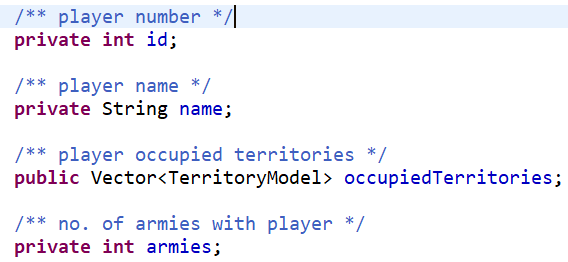 /** player number */
private int id;
/** player name */
private String name;
/** player occupied territories */
public Vector<TerritoryModel> occupiedTerritories;
/** no. of armies with player */
private int armies;